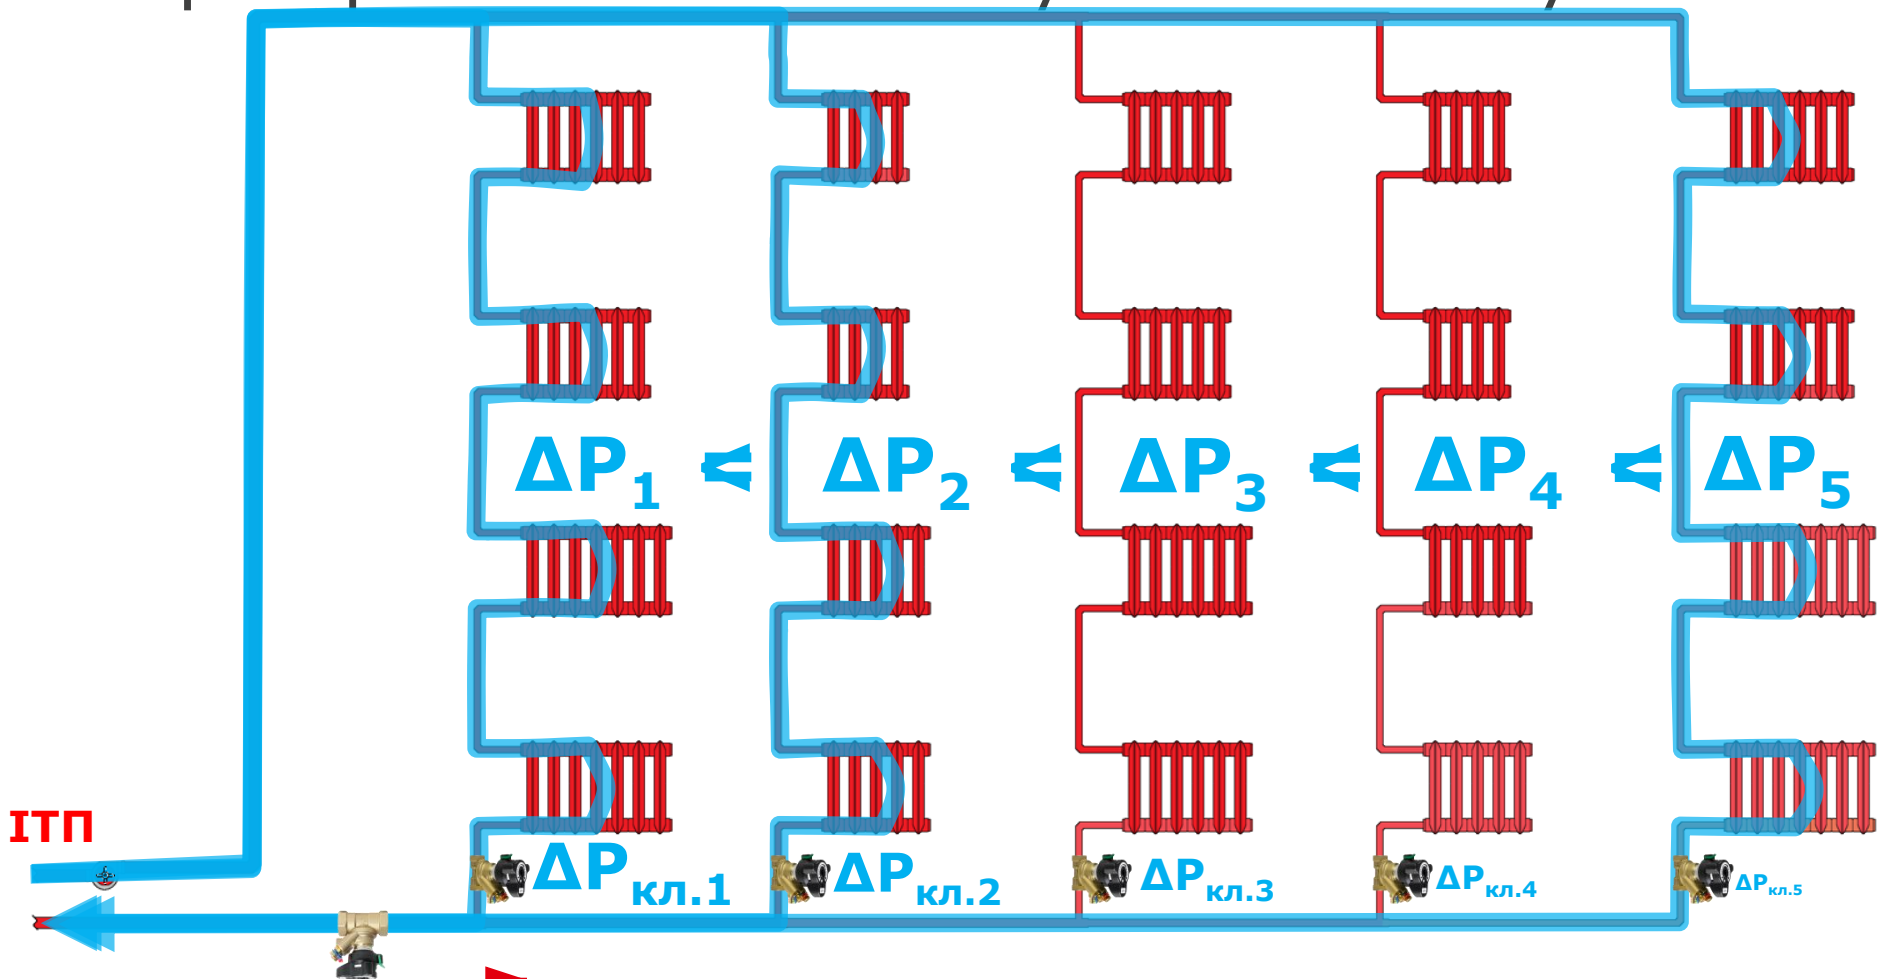 ΔP₁ < ΔP₂ < ΔP₃ < ΔP₄ < ΔP₅
ІТП
ΔPкл.1 ΔPкл.2 ΔPкл.3 ΔPкл.4 ΔPкл.5